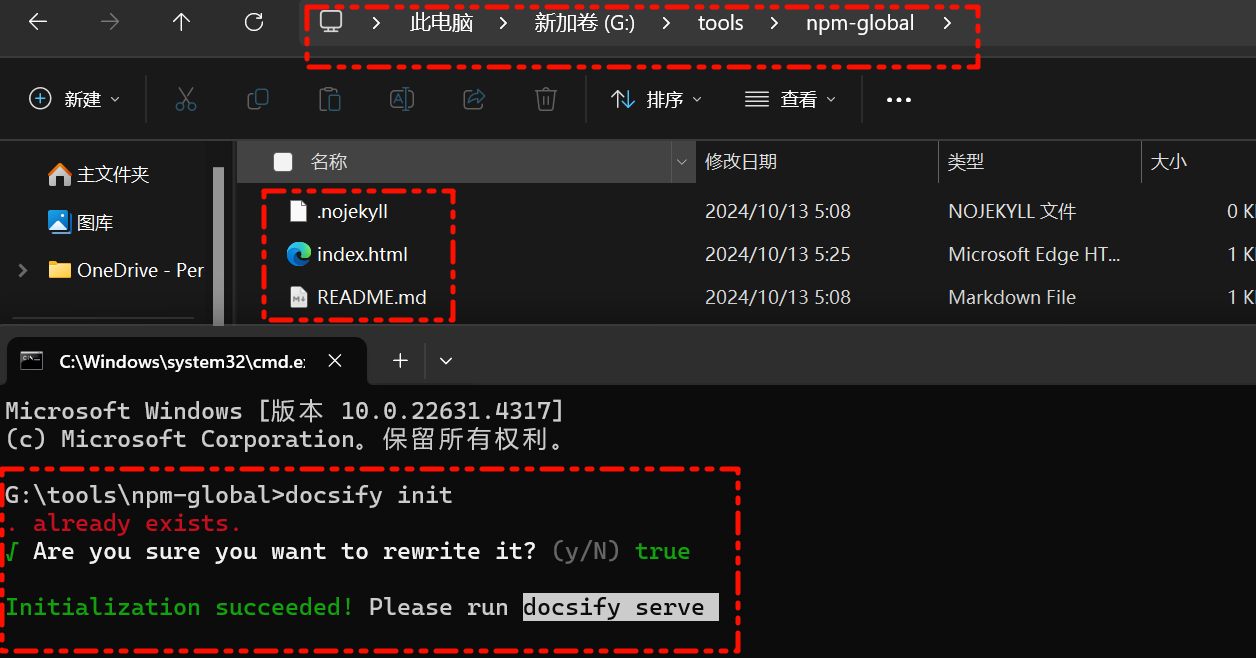 此电脑 > 新加卷 (G:) > tools > npm-global >
新建 排序 查看 •••
名称 修改日期 类型 大小
主文件夹
图库
OneDrive - Per
.nojekyll 2024/10/13 5:08 NOJEKYLL 文件 0 K
index.html 2024/10/13 5:25 Microsoft Edge HT... 1 K
README.md 2024/10/13 5:08 Markdown File 1 K
C:\Windows\system32\cmd.e
Microsoft Windows [版本 10.0.22631.4317]
(c) Microsoft Corporation。保留所有权利。
G:\tools\npm-global>docsify init
. already exists.
√ Are you sure you want to rewrite it? (y/N) true
Initialization succeeded! Please run docsify serve